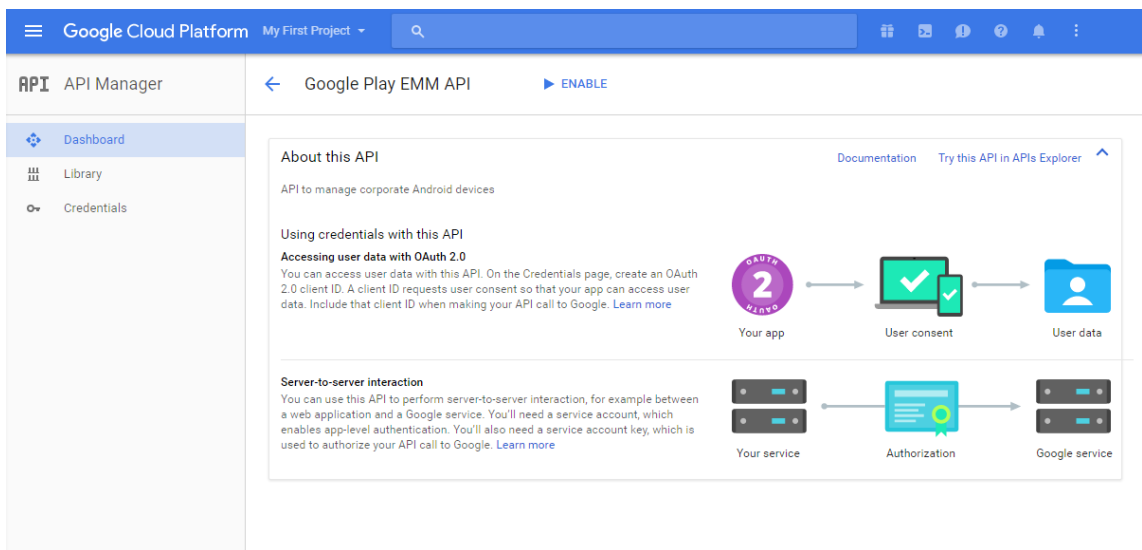 Google Cloud Platform My First Project
API API Manager
Google Play EMM API ENABLE
Dashboard
Library
Credentials
About this API
Documentation Try this API in APIs Explorer
API to manage corporate Android devices
Using credentials with this API
Accessing user data with OAuth 2.0
You can access user data with this API. On the Credentials page, create an OAuth
2.0 client ID. A client ID requests user consent so that your app can access user
data. Include that client ID when making your API call to Google. Learn more
OAUTH
2
OAUTH
Your app User consent User data
Server-to-server interaction
You can use this API to perform server-to-server interaction, for example between
a web application and a Google service. You'll need a service account, which
enables app-level authentication. You'll also need a service account key, which is
used to authorize your API call to Google. Learn more
Your service Authorization Google service